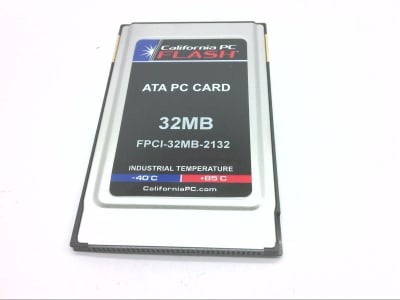 California PC
FLASH
ATA PC CARD
32MB
FPCI-32MB-2132
INDUSTRIAL TEMPERATURE
-40 C +85 C
CaliforniaPC.com